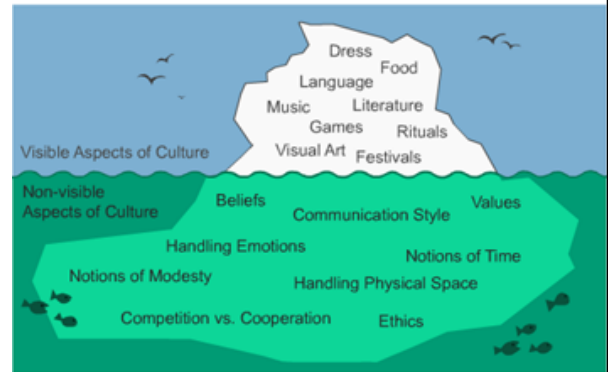 Dress
Food
Language
Music
Literature
Games
Rituals
Visual Art
Festivals
Visible Aspects of Culture
Non-visible
Aspects of Culture
Beliefs
Values
Communication Style
Handling Emotions
Notions of Time
Notions of Modesty
Handling Physical Space
Competition vs. Cooperation
Ethics